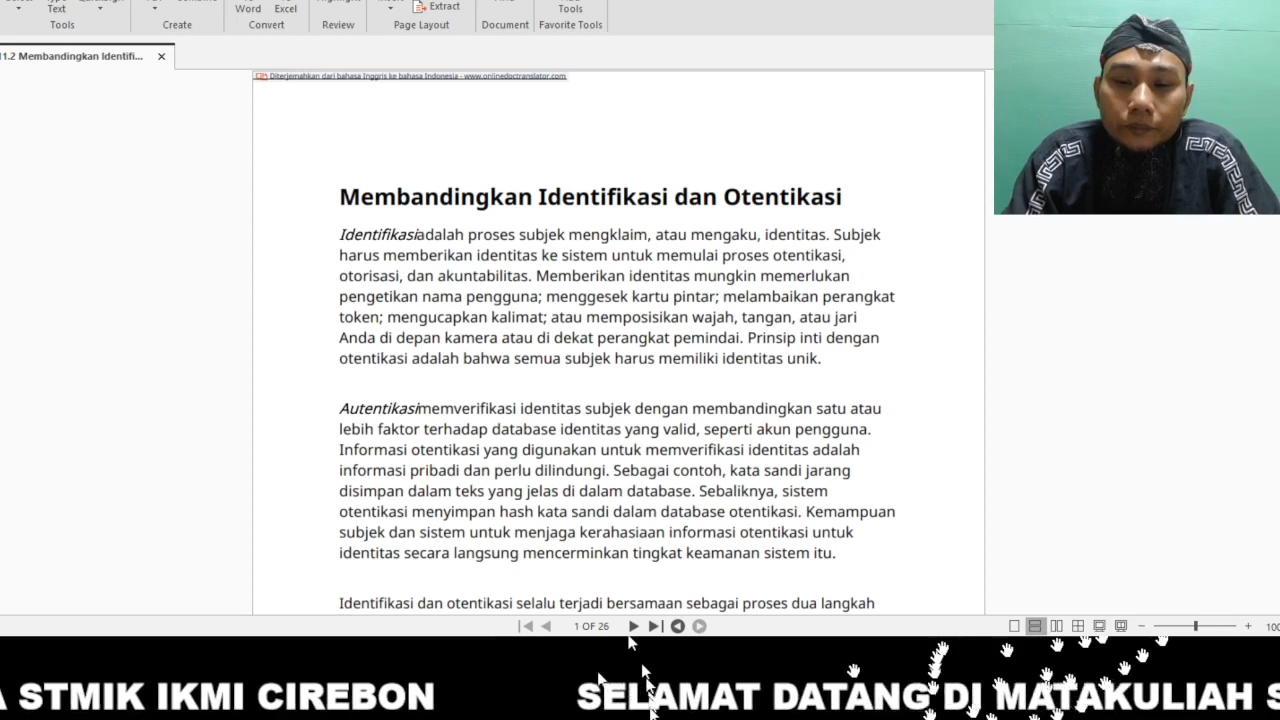 Type
Text
Word
Excel
Extract
Tools
Tools
Create
Convert
Review
Page Layout
Document
Favorite Tools
11.2 Membandingkan Identifi...
Diterjemahkan dari bahasa Inggris ke bahasa Indonesia - www.onlinedoctranslator.com
Membandingkan Identifikasi dan Otentikasi
Identifikasiadalah proses subjek mengklaim, atau mengaku, identitas. Subjek
harus memberikan identitas ke sistem untuk memulai proses otentikasi,
otorisasi, dan akuntabilitas. Memberikan identitas mungkin memerlukan
pengetikan nama pengguna; menggesek kartu pintar; melambaikan perangkat
token; mengucapkan kalimat; atau memposisikan wajah, tangan, atau jari
Anda di depan kamera atau di dekat perangkat pemindai. Prinsip inti dengan
otentikasi adalah bahwa semua subjek harus memiliki identitas unik.
Autentikasimemverifikasi identitas subjek dengan membandingkan satu atau
lebih faktor terhadap database identitas yang valid, seperti akun pengguna.
Informasi otentikasi yang digunakan untuk memverifikasi identitas adalah
informasi pribadi dan perlu dilindungi. Sebagai contoh, kata sandi jarang
disimpan dalam teks yang jelas di dalam database. Sebaliknya, sistem
otentikasi menyimpan hash kata sandi dalam database otentikasi. Kemampuan
subjek dan sistem untuk menjaga kerahasiaan informasi otentikasi untuk
identitas secara langsung mencerminkan tingkat keamanan sistem itu.
Identifikasi dan otentikasi selalu terjadi bersamaan sebagai proses dua langkah
1 OF 26
100
A STMIK IKMI CIREBON SELAMAT DATANG DI MATAKULIAH S